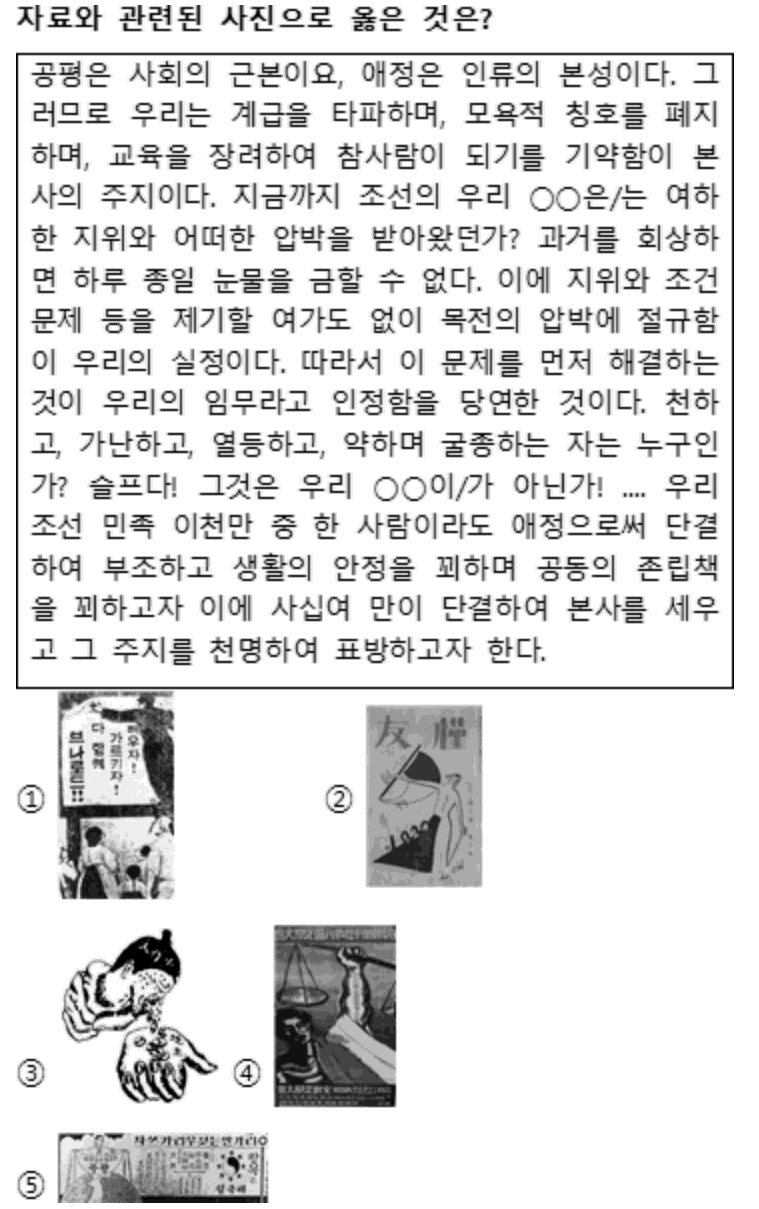 자료와 관련된 사진으로 옳은 것은?
공평은 사회의 근본이요, 애정은 인류의 본성이다. 그
러므로 우리는 계급을 타파하며, 모욕적 칭호를 폐지
하며, 교육을 장려하여 참사람이 되기를 기약함이 본
사의 주지이다. 지금까지 조선의 우리 ○○은/는 여하
한 지위와 어떠한 압박을 받아왔던가? 과거를 회상하
면 하루 종일 눈물을 금할 수 없다. 이에 지위와 조건
문제 등을 제기할 여가도 없이 목전의 압박에 절규함
이 우리의 실정이다. 따라서 이 문제를 먼저 해결하는
것이 우리의 임무라고 인정함을 당연한 것이다. 천하
고, 가난하고, 열등하고, 약하며 굴종하는 자는 누구인
가? 슬프다! 그것은 우리 ○○이/가 아닌가! .... 우리
조선 민족 이천만 중 한 사람이라도 애정으로써 단결
하여 부조하고 생활의 안정을 꾀하며 공동의 존립책
을 꾀하고자 이에 사십여 만이 단결하여 본사를 세우
고 그 주지를 천명하여 표방하고자 한다.
①
배우자!
가르키자!
다 함께
브나로드!!
②
友
③
④
⑤